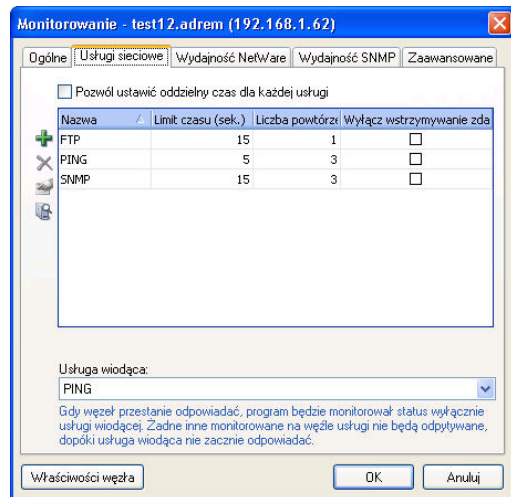 Monitorowanie - test12.adrem (192.168.1.62)
Ogólne Usługi sieciowe Wydajność NetWare Wydajność SNMP Zaawansowane
Pozwól ustawić oddzielny czas dla każdej usługi
Nazwa Limit czasu (sek.) Liczba powtórze Wyłącz wstrzymywanie zda
FTP 15 1
PING 5 3
SNMP 15 3
Usługa wiodąca:
PING
Gdy węzeł przestanie odpowiadać, program będzie monitorował status wyłącznie
usługi wiodącej. Żadne inne monitorowane na węźle usługi nie będą odpytywane,
dopóki usługa wiodąca nie zacznie odpowiadać.
Właściwości węzła OK Anuluj